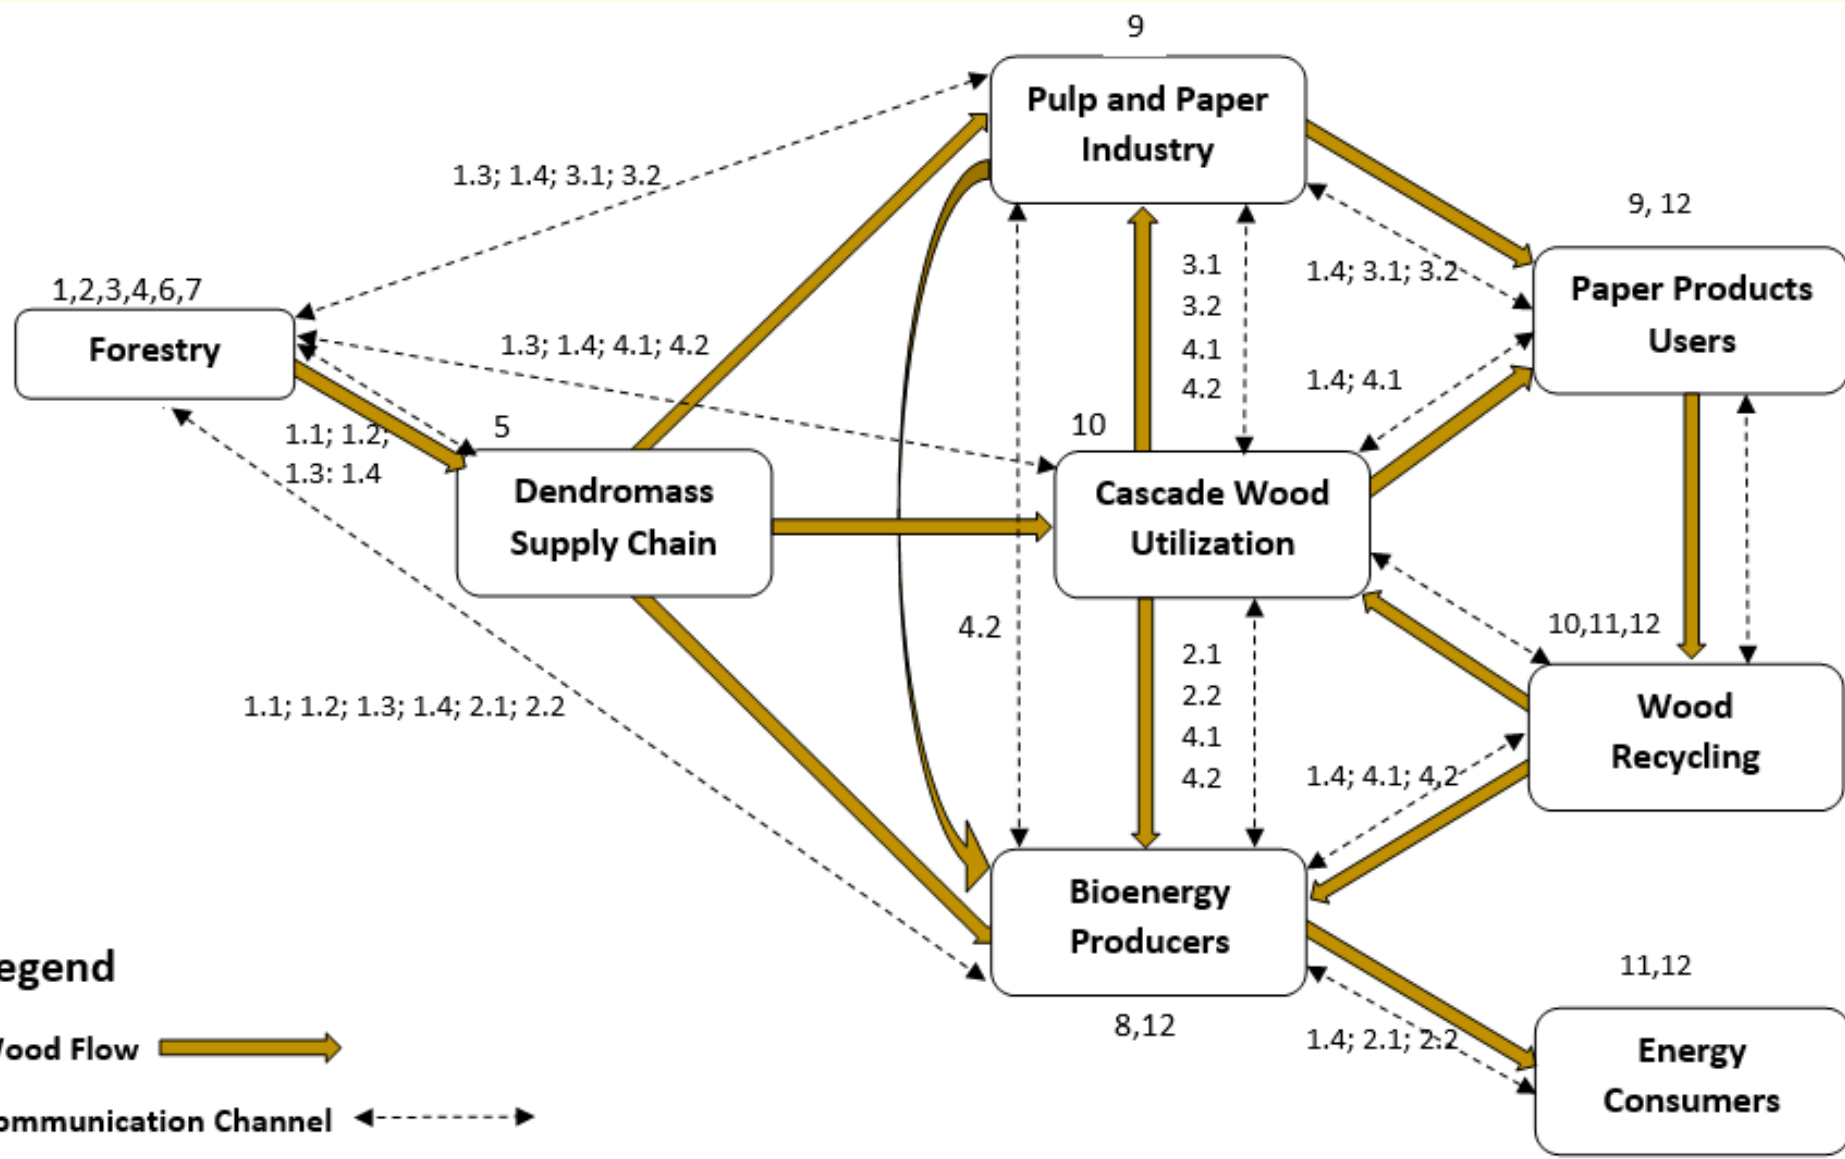 9
Pulp and Paper
Industry
1.3; 1.4; 3.1; 3.2
9, 12
3.1
3.2
4.1
4.2
1.4; 3.1; 3.2
1,2,3,4,6,7
Forestry
Paper Products
Users
1.3; 1.4; 4.1; 4.2
1.4; 4.1
1.1; 1.2;
1.3: 1.4
5
10
Dendromass
Supply Chain
Cascade Wood
Utilization
4.2
10,11,12
2.1
2.2
4.1
4.2
1.1; 1.2; 1.3; 1.4; 2.1; 2.2
Wood
Recycling
1.4; 4.1; 4,2
Bioenergy
Producers
8,12
11,12
1.4; 2.1; 2.2
Energy
Consumers
egend
Wood Flow
ommunication Channel